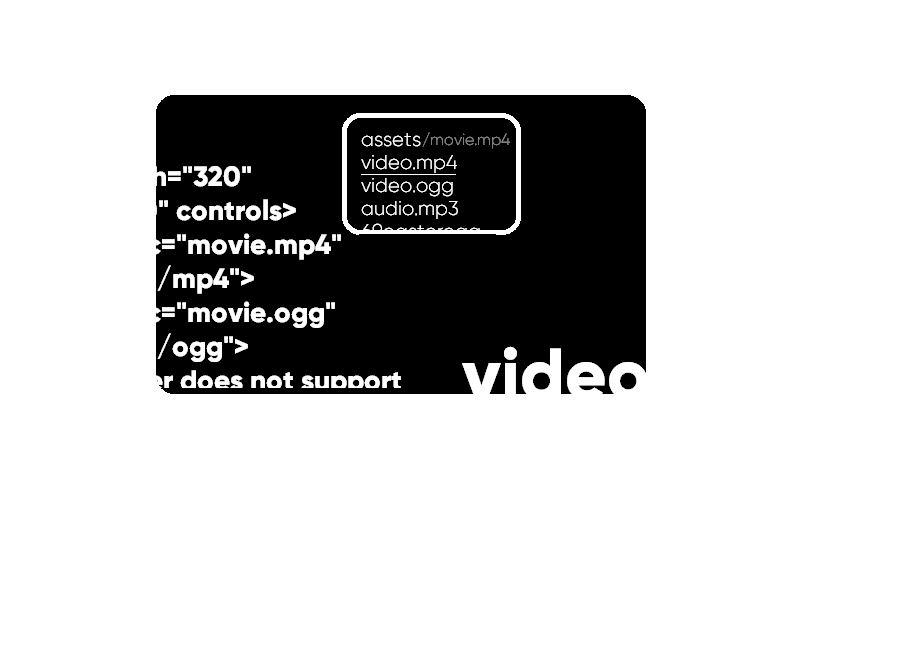 assets/movie.mp4
video.mp4
video.ogg
audio.mp3
h="320"
" controls>
="movie.mp4"
/mp4">
="movie.ogg"
/ogg">
er does not support
video